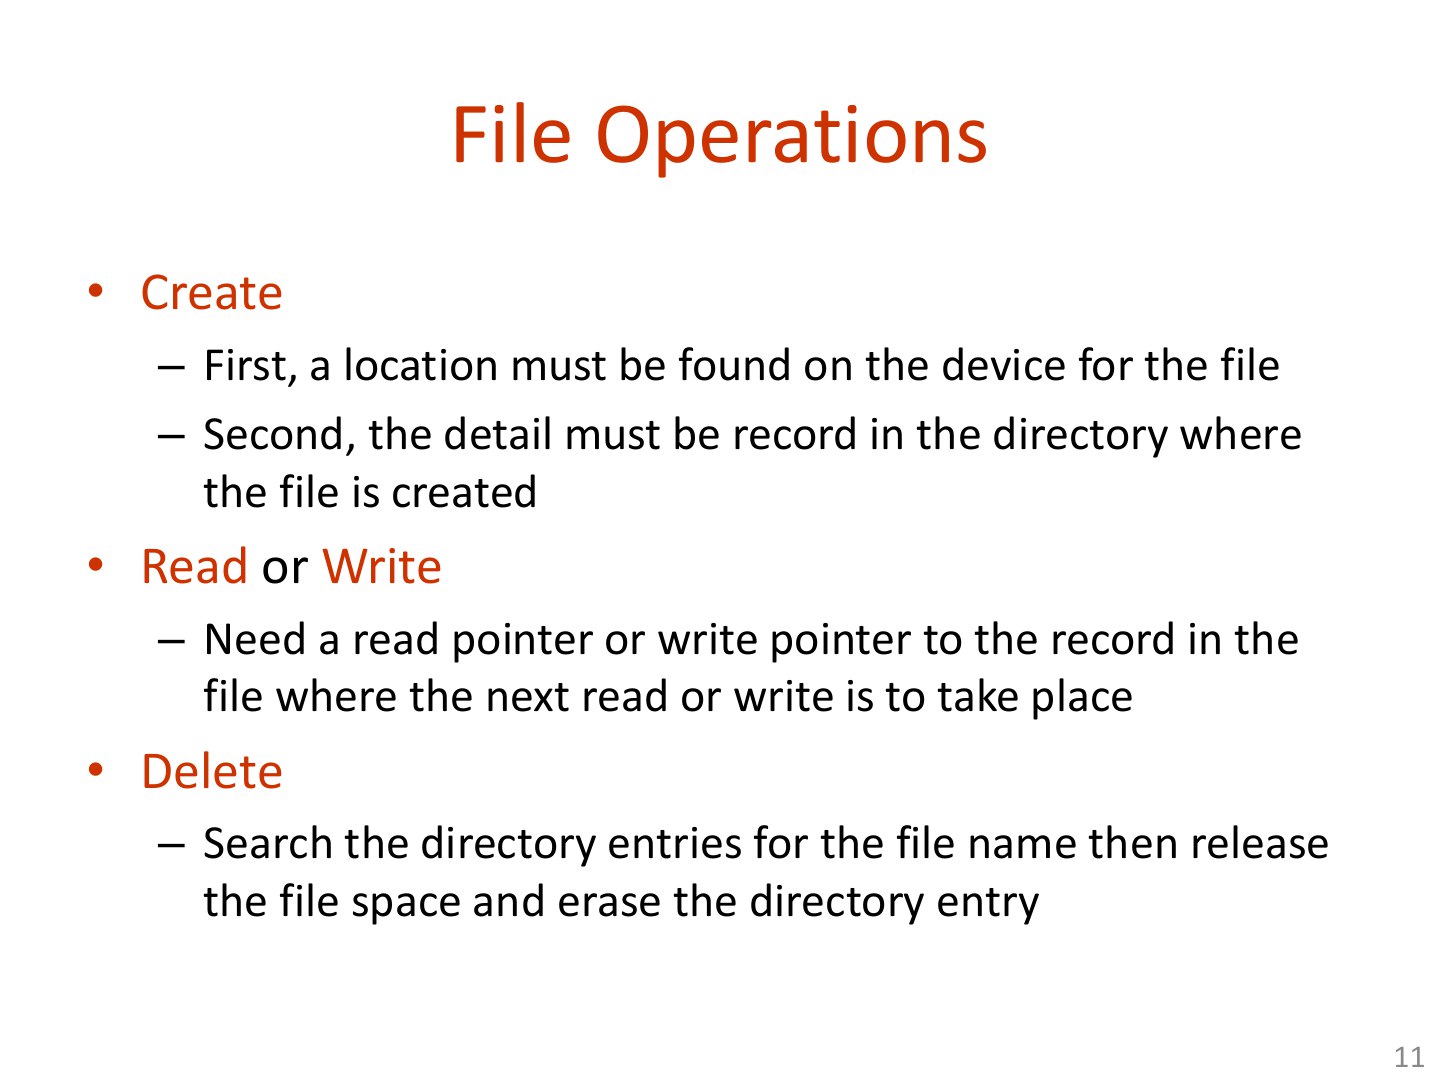 File Operations
• Create
– First, a location must be found on the device for the file
– Second, the detail must be record in the directory where
the file is created
• Read or Write
– Need a read pointer or write pointer to the record in the
file where the next read or write is to take place
• Delete
– Search the directory entries for the file name then release
the file space and erase the directory entry
11